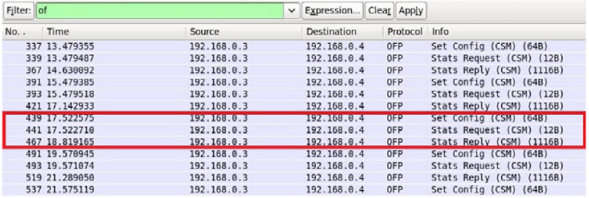 Filter: of Expression... Clear Apply
No. . Time Source Destination Protocol Info
337 13.479355 192.168.0.3 192.168.0.4 OFP Set Config (CSM) (64B)
339 13.479487 192.168.0.3 192.168.0.4 OFP Stats Request (CSM) (12B)
367 14.630092 192.168.0.3 192.168.0.4 OFP Stats Reply (CSM) (1116B)
391 15.479385 192.168.0.3 192.168.0.4 OFP Set Config (CSM) (64B)
393 15.479518 192.168.0.3 192.168.0.4 OFP Stats Request (CSM) (12B)
421 17.142933 192.168.0.3 192.168.0.4 OFP Stats Reply (CSM) (1116B)
439 17.522575 192.168.0.3 192.168.0.4 OFP Set Config (CSM) (64B)
441 17.522710 192.168.0.3 192.168.0.4 OFP Stats Request (CSM) (12B)
467 18.819165 192.168.0.3 192.168.0.4 OFP Stats Reply (CSM) (1116B)
491 19.570945 192.168.0.3 192.168.0.4 OFP Set Config (CSM) (64B)
493 19.571074 192.168.0.3 192.168.0.4 OFP Stats Request (CSM) (12B)
519 21.289050 192.168.0.3 192.168.0.4 OFP Stats Reply (CSM) (1116B)
537 21.575119 192.168.0.3 192.168.0.4 OFP Set Config (CSM) (64B)